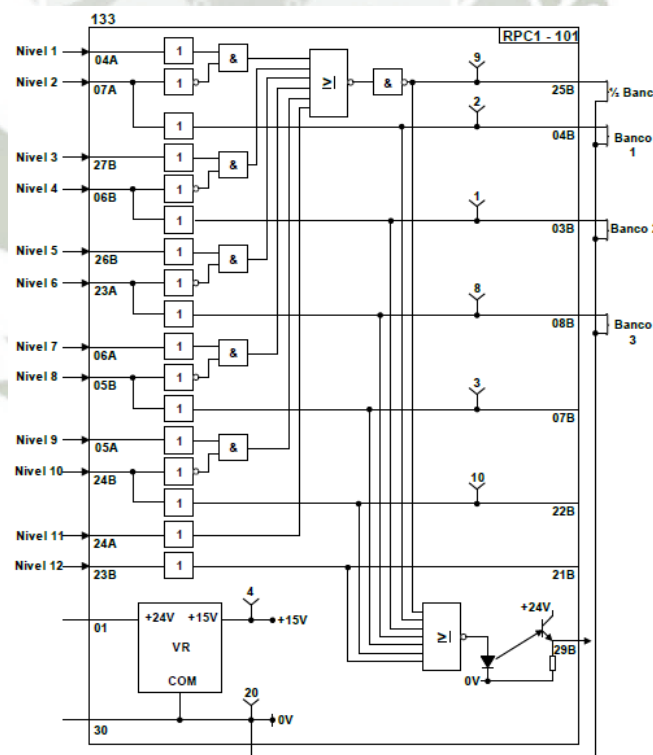 133
RPC1 - 101
Nivel 1
04A
1
&
≥|
&
9
25B
½ Banc
Nivel 2
07A
1
2
1
04B
Banco
1
Nivel 3
27B
1
&
Nivel 4
06B
1
1
1
03B
Banco
Nivel 5
26B
1
&
Nivel 6
23A
1
8
1
08B
Banco
3
Nivel 7
06A
1
&
Nivel 8
05B
1
3
1
07B
Nivel 9
05A
1
&
Nivel 10
24B
1
10
1
22B
Nivel 11
24A
1
Nivel 12
23B
1
21B
4
+24V
+24V +15V
+15V
01
VR
≥|
29B
COM
0V
20
0V
30